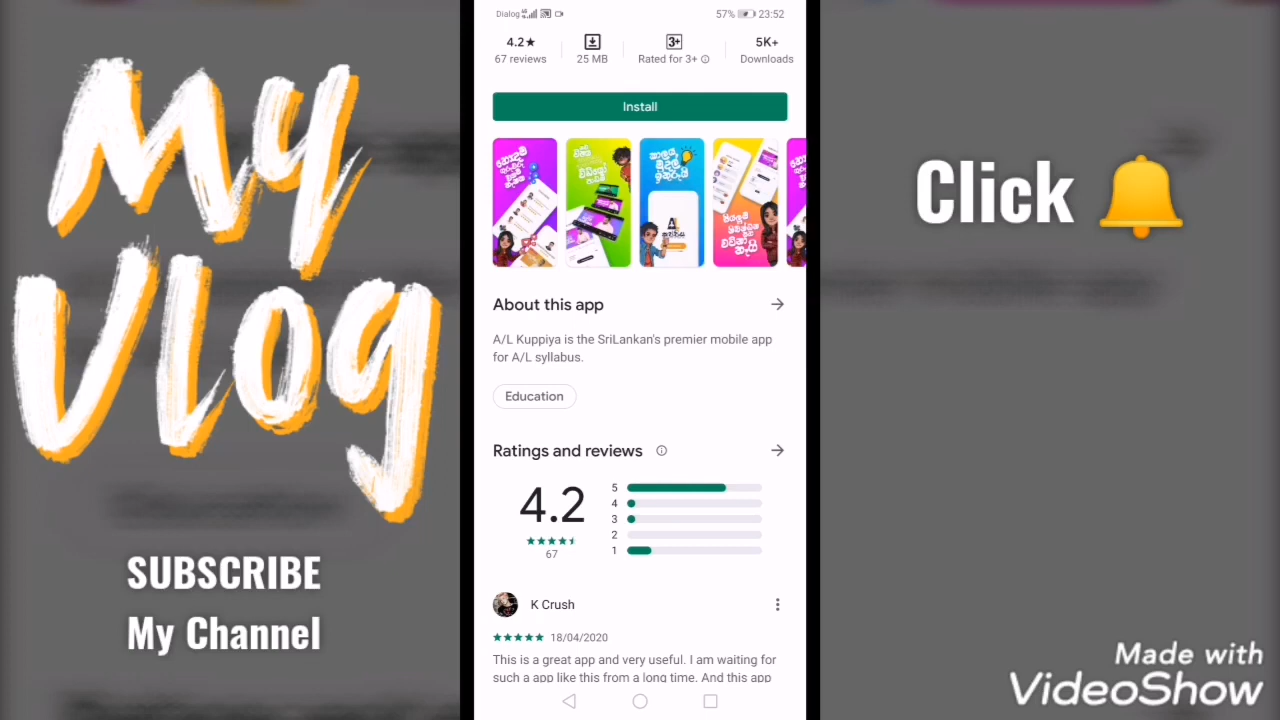 My
Vlog
SUBSCRIBE
My Channel
Dialog
57% 23:52
4.2★
67 reviews
25 MB
3+
Rated for 3+
5K+
Downloads
Install
About this app
A/L Kuppiya is the SriLankan's premier mobile app
for A/L syllabus.
Education
Ratings and reviews
4.2
67
5
4
3
2
1
K Crush
18/04/2020
This is a great app and very useful. I am waiting for
such a app like this from a long time. And this app
Click
Made with
VideoShow